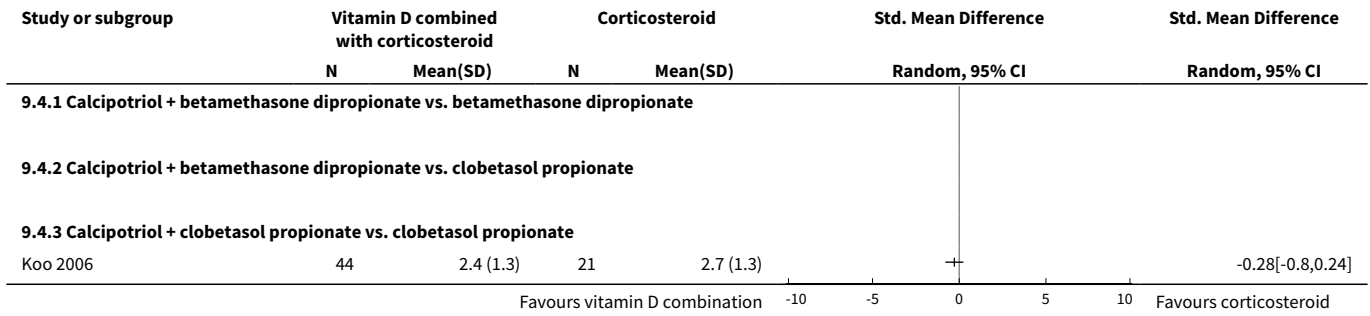 Study or subgroup Vitamin D combined with corticosteroid Corticosteroid Std. Mean Difference Std. Mean Difference
N Mean(SD) N Mean(SD) Random, 95% CI Random, 95% CI
9.4.1 Calcipotriol + betamethasone dipropionate vs. betamethasone dipropionate
9.4.2 Calcipotriol + betamethasone dipropionate vs. clobetasol propionate
9.4.3 Calcipotriol + clobetasol propionate vs. clobetasol propionate
Koo 2006 44 2.4 (1.3) 21 2.7 (1.3) -0.28[-0.8,0.24]
Favours vitamin D combination -10 -5 0 5 10 Favours corticosteroid